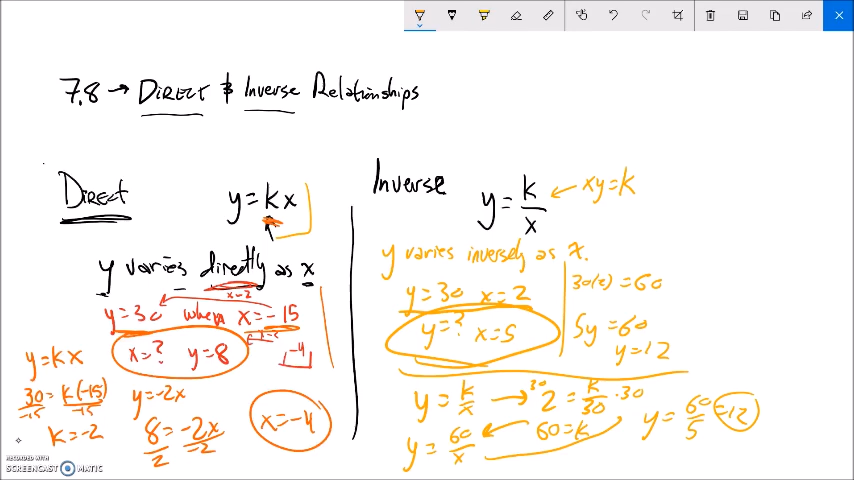 7.8 → DIRECT & Inverse Relationships
Direct
y = kx
y varies directly as x
x-2
y = 30 when x = -15
x = ? y = 8
-4
y = kx
30 = k(-15)
-15 -15
k = -2
y = -2x
8 = -2x
2 -2
x = -4
Inverse
y = k/x
xy = k
y varies inversely as x.
y = 30 x = 2
y = ? x = 5
30(2) = 60
5y = 60
y = 12
y = k/x → 30 · 2 = k/30 · 30
y = 60/x ← 60 = k
y = 60/5 = 12
RECORDED WITH
SCREENCAST MATIC